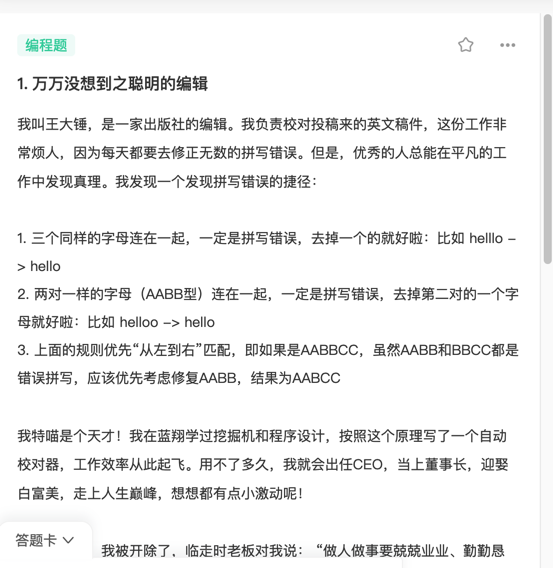 编程题
1. 万万没想到之聪明的编辑
我叫王大锤，是一家出版社的编辑。我负责校对投稿来的英文稿件，这份工作非
常烦人，因为每天都要去修正无数的拼写错误。但是，优秀的人总能在平凡的工
作中发现真理。我发现一个发现拼写错误的捷径：
1. 三个同样的字母连在一起，一定是拼写错误，去掉一个的就好啦：比如 helllo -
> hello
2. 两对一样的字母（AABB型）连在一起，一定是拼写错误，去掉第二对的一个字
母就好啦：比如 helloo -> hello
3. 上面的规则优先“从左到右”匹配，即如果是AABBCC，虽然AABB和BBCC都是
错误拼写，应该优先考虑修复AABB，结果为AABCC
我特喵是个天才！我在蓝翔学过挖掘机和程序设计，按照这个原理写了一个自动
校对器，工作效率从此起飞。用不了多久，我就会出任CEO，当上董事长，迎娶
白富美，走上人生巅峰，想想都有点小激动呢！
答题卡
我被开除了，临走时老板对我说： “做人做事要兢兢业业、勤勤恳